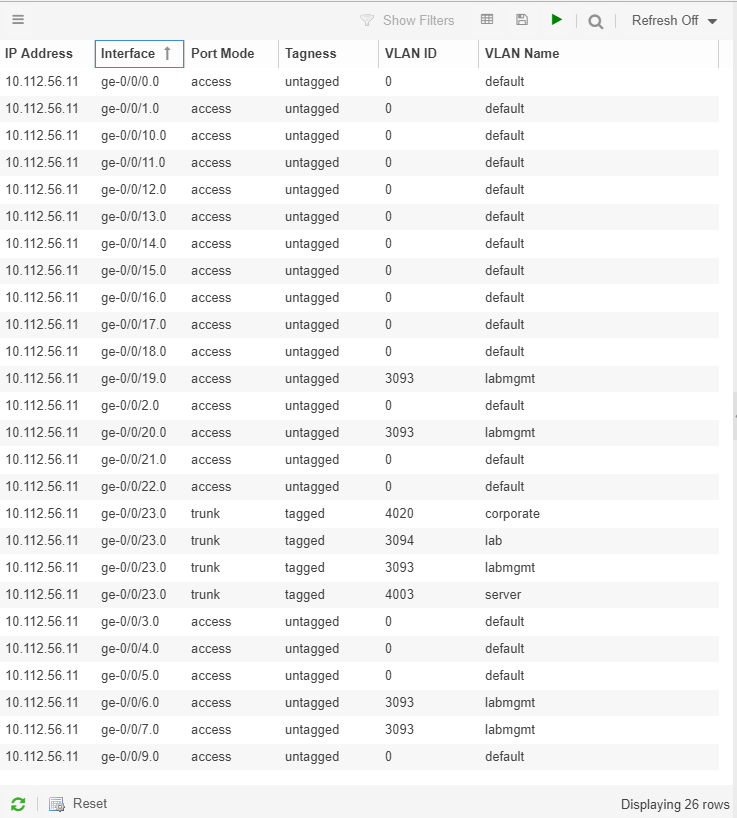 Show Filters Refresh Off
IP Address Interface Port Mode Tagness VLAN ID VLAN Name
10.112.56.11 ge-0/0/0.0 access untagged 0 default
10.112.56.11 ge-0/0/1.0 access untagged 0 default
10.112.56.11 ge-0/0/10.0 access untagged 0 default
10.112.56.11 ge-0/0/11.0 access untagged 0 default
10.112.56.11 ge-0/0/12.0 access untagged 0 default
10.112.56.11 ge-0/0/13.0 access untagged 0 default
10.112.56.11 ge-0/0/14.0 access untagged 0 default
10.112.56.11 ge-0/0/15.0 access untagged 0 default
10.112.56.11 ge-0/0/16.0 access untagged 0 default
10.112.56.11 ge-0/0/17.0 access untagged 0 default
10.112.56.11 ge-0/0/18.0 access untagged 0 default
10.112.56.11 ge-0/0/19.0 access untagged 3093 labmgmt
10.112.56.11 ge-0/0/2.0 access untagged 0 default
10.112.56.11 ge-0/0/20.0 access untagged 3093 labmgmt
10.112.56.11 ge-0/0/21.0 access untagged 0 default
10.112.56.11 ge-0/0/22.0 access untagged 0 default
10.112.56.11 ge-0/0/23.0 trunk tagged 4020 corporate
10.112.56.11 ge-0/0/23.0 trunk tagged 3094 lab
10.112.56.11 ge-0/0/23.0 trunk tagged 3093 labmgmt
10.112.56.11 ge-0/0/23.0 trunk tagged 4003 server
10.112.56.11 ge-0/0/3.0 access untagged 0 default
10.112.56.11 ge-0/0/4.0 access untagged 0 default
10.112.56.11 ge-0/0/5.0 access untagged 0 default
10.112.56.11 ge-0/0/6.0 access untagged 3093 labmgmt
10.112.56.11 ge-0/0/7.0 access untagged 3093 labmgmt
10.112.56.11 ge-0/0/9.0 access untagged 0 default
Reset Displaying 26 rows